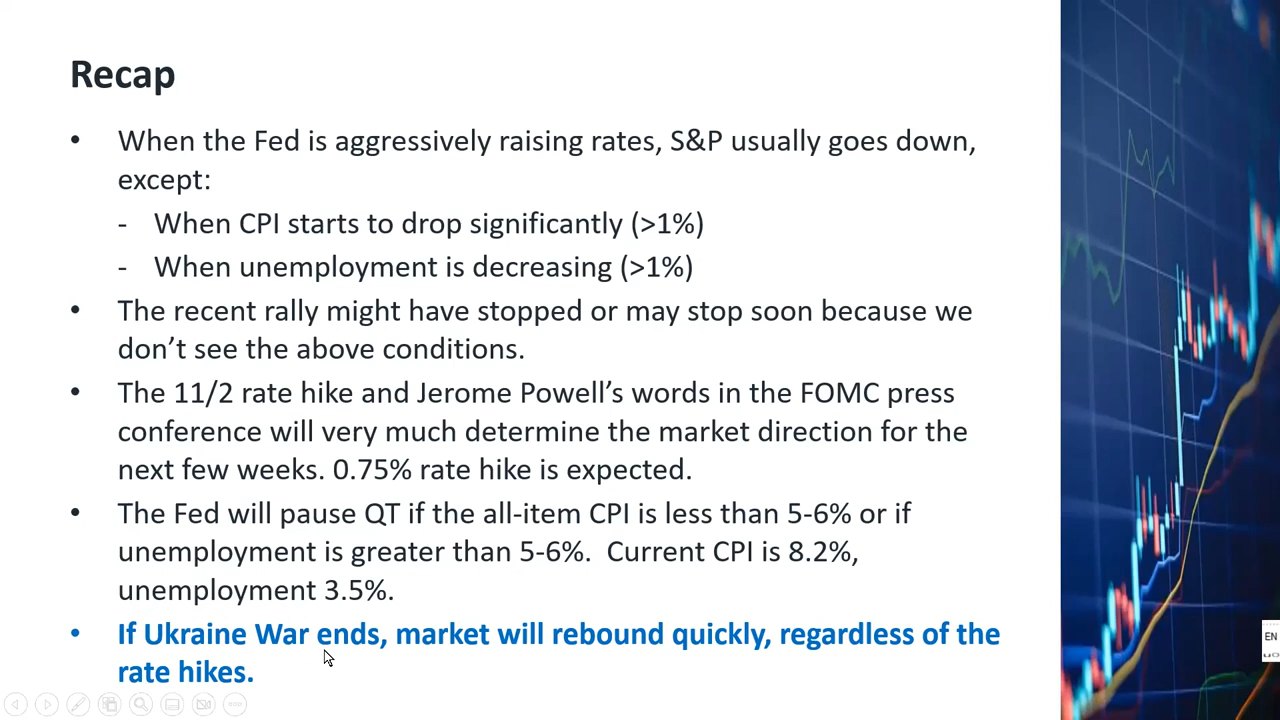 Recap
• When the Fed is aggressively raising rates, S&P usually goes down,
except:
- When CPI starts to drop significantly (>1%)
- When unemployment is decreasing (>1%)
• The recent rally might have stopped or may stop soon because we
don’t see the above conditions.
• The 11/2 rate hike and Jerome Powell’s words in the FOMC press
conference will very much determine the market direction for the
next few weeks. 0.75% rate hike is expected.
• The Fed will pause QT if the all-item CPI is less than 5-6% or if
unemployment is greater than 5-6%.  Current CPI is 8.2%,
unemployment 3.5%.
• If Ukraine War ends, market will rebound quickly, regardless of the
rate hikes.
EN